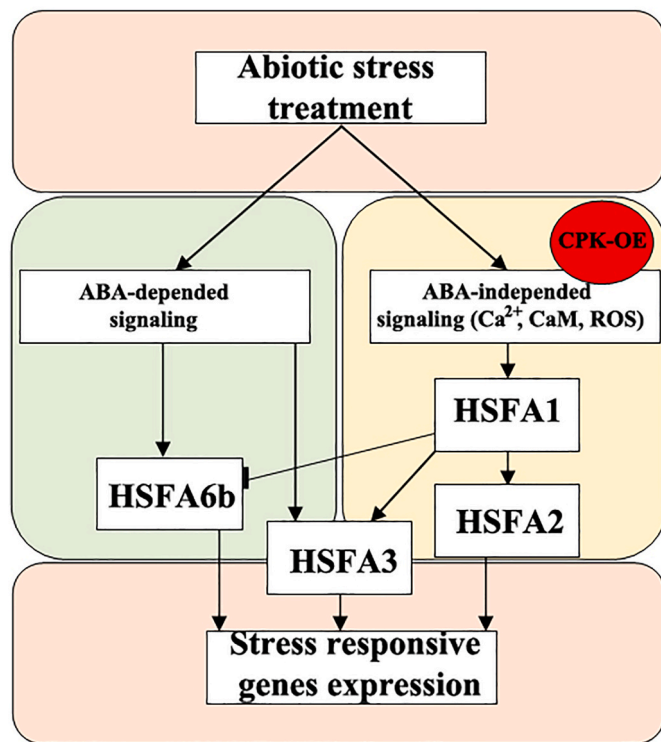 Abiotic stress
treatment
CPK-OE
ABA-depended
signaling
ABA-independed
signaling (Ca²⁺, CaM, ROS)
HSFA1
HSFA6b
HSFA2
HSFA3
Stress responsive
genes expression